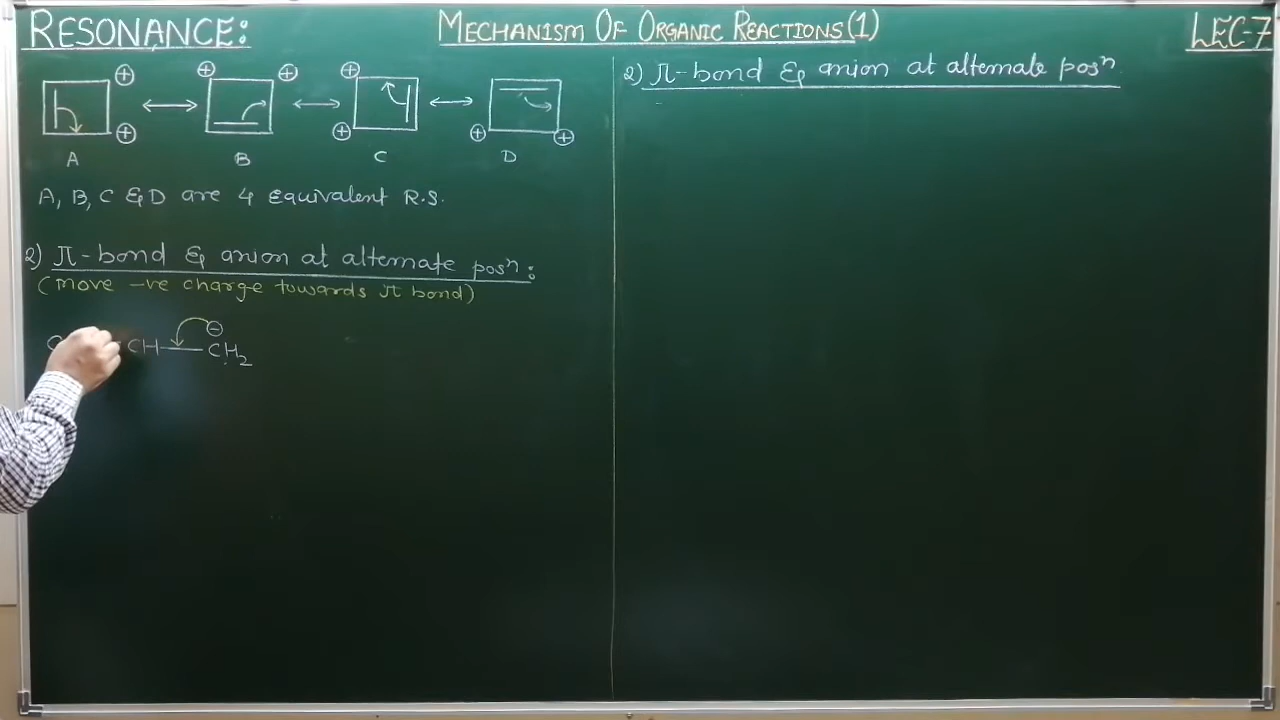 RESONANCE:
MECHANISM OF ORGANIC REACTIONS(1)
LEC-7
⊕ ⊕ ↔ ⊕ ⊕ ↔ ⊕ ⊕ ↔ ⊕ ⊕
A B C D
A, B, C & D are 4 equivalent R.S.
2) π-bond & anion at alternate posⁿ:
(move -ve charge towards π bond)
CH — CH₂ ⊖
2) π-bond & anion at alternate posⁿ